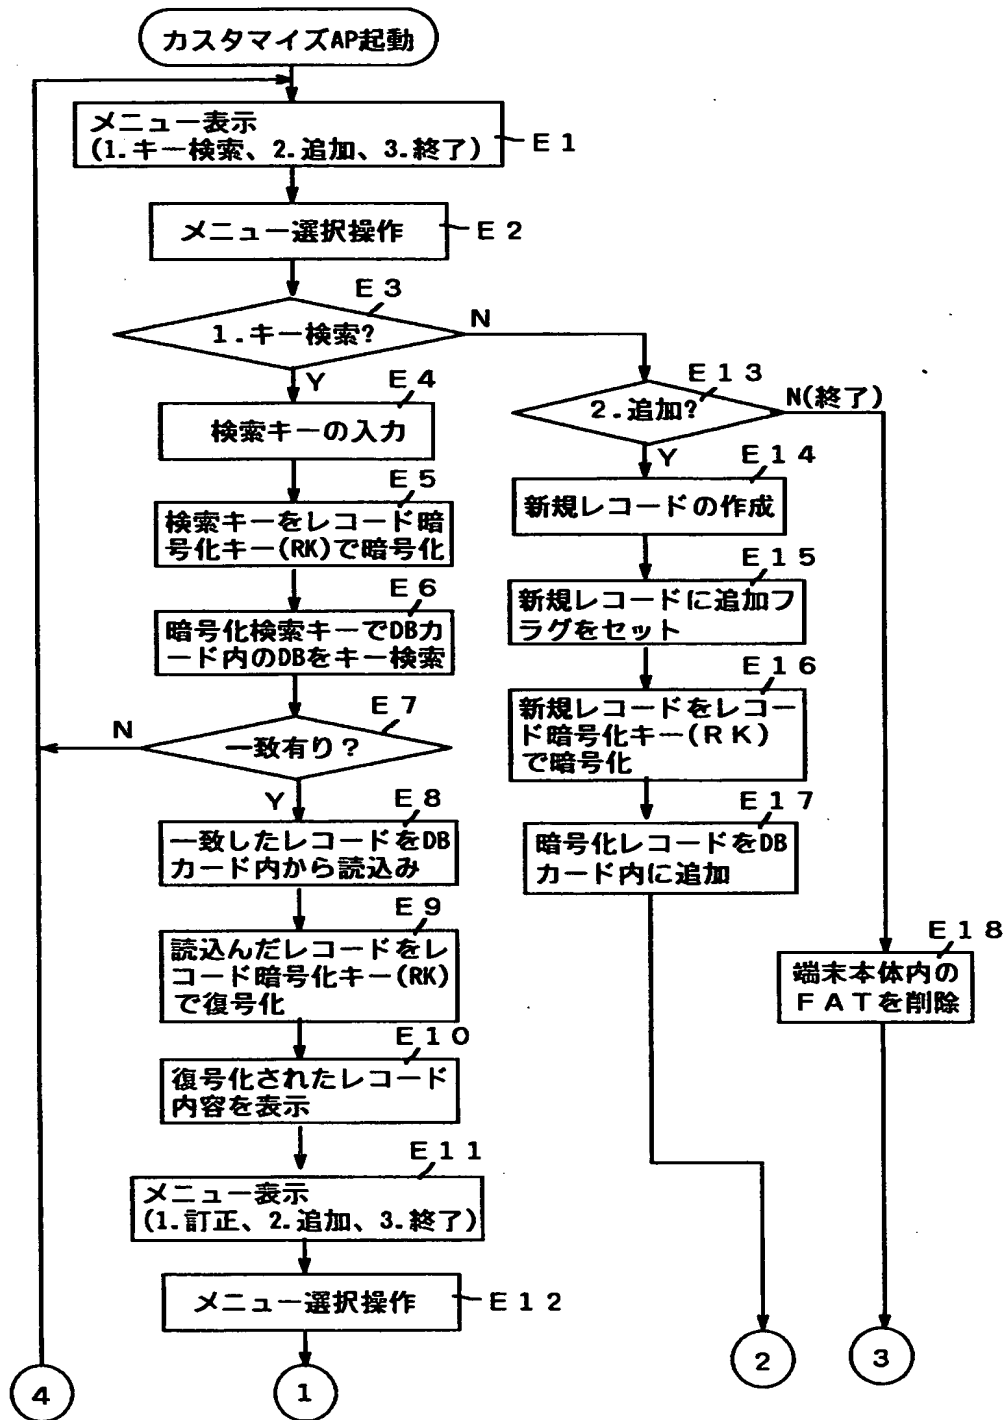 カスタマイズAP起動
メニュー表示
(1.キー検索、2.追加、3.終了)
E1
メニュー選択操作
E2
E3
1.キー検索?
N
Y
E4
検索キーの入力
E5
検索キーをレコード暗
号化キー(RK)で暗号化
E6
暗号化検索キーでDBカ
ード内のDBをキー検索
E7
一致有り?
N
Y
E8
一致したレコードをDB
カード内から読込み
E9
読込んだレコードをレ
コード暗号化キー(RK)
で復号化
E10
復号化されたレコード
内容を表示
E11
メニュー表示
(1.訂正、2.追加、3.終了)
メニュー選択操作
E12
4
1
E13
2.追加?
N(終了)
Y
E14
新規レコードの作成
E15
新規レコードに追加フ
ラグをセット
E16
新規レコードをレコー
ド暗号化キー(RK)
で暗号化
E17
暗号化レコードをDB
カード内に追加
E18
端末本体内の
FATを削除
2
3